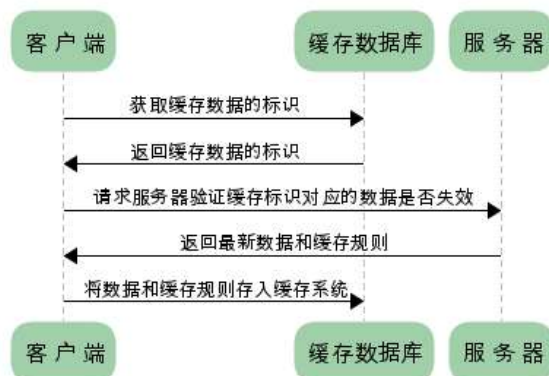 客户端 缓存数据库 服务器
获取缓存数据的标识
返回缓存数据的标识
请求服务器验证缓存标识对应的数据是否失效
返回最新数据和缓存规则
将数据和缓存规则存入缓存系统
客户端 缓存数据库 服务器